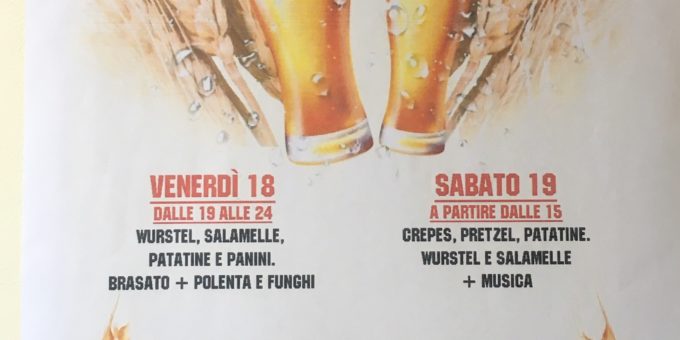 VENERDÌ 18
DALLE 19 ALLE 24
WURSTEL, SALAMELLE,
PATATINE E PANINI.
BRASATO + POLENTA E FUNGHI
SABATO 19
A PARTIRE DALLE 15
CREPES, PRETZEL, PATATINE.
WURSTEL E SALAMELLE
+ MUSICA